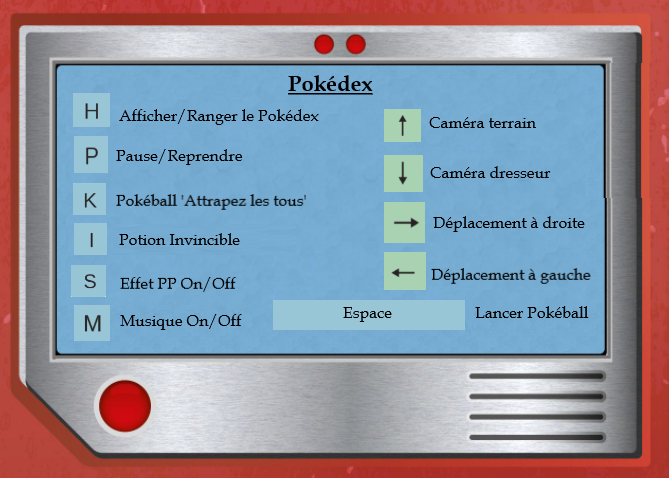 Pokédex
H Afficher/Ranger le Pokédex
P Pause/Reprendre
K Pokéball 'Attrapez les tous'
I Potion Invincible
S Effet PP On/Off
M Musique On/Off
↑ Caméra terrain
↓ Caméra dresseur
→ Déplacement à droite
← Déplacement à gauche
Espace Lancer Pokéball